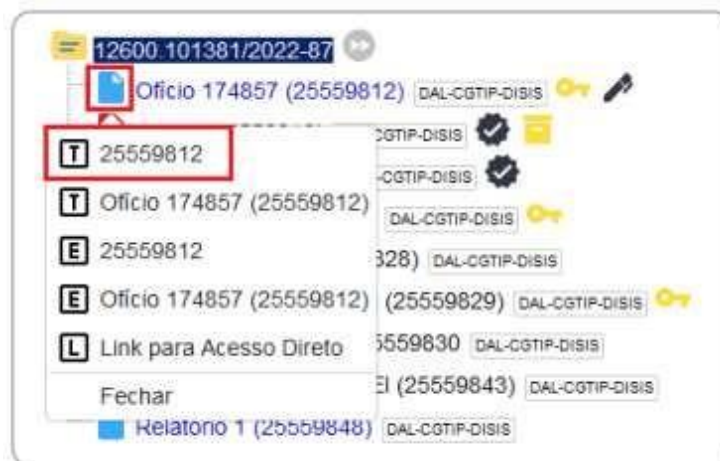 12600.101381/2022-87
Ofício 174857 (25559812) DAL-CGTIP-DISIS
CGTIP-DISIS
T 25559812
-CGTIP-DISIS
T Ofício 174857 (25559812)
DAL-CGTIP-DISIS
E 25559812
328) DAL-CGTIP-DISIS
E Ofício 174857 (25559812)
(25559829) DAL-CGTIP-DISIS
L Link para Acesso Direto
5559830 DAL-CGTIP-DISIS
EI (25559843) DAL-CGTIP-DISIS
Fechar
Relatório 1 (25559848) DAL-CGTIP-DISIS